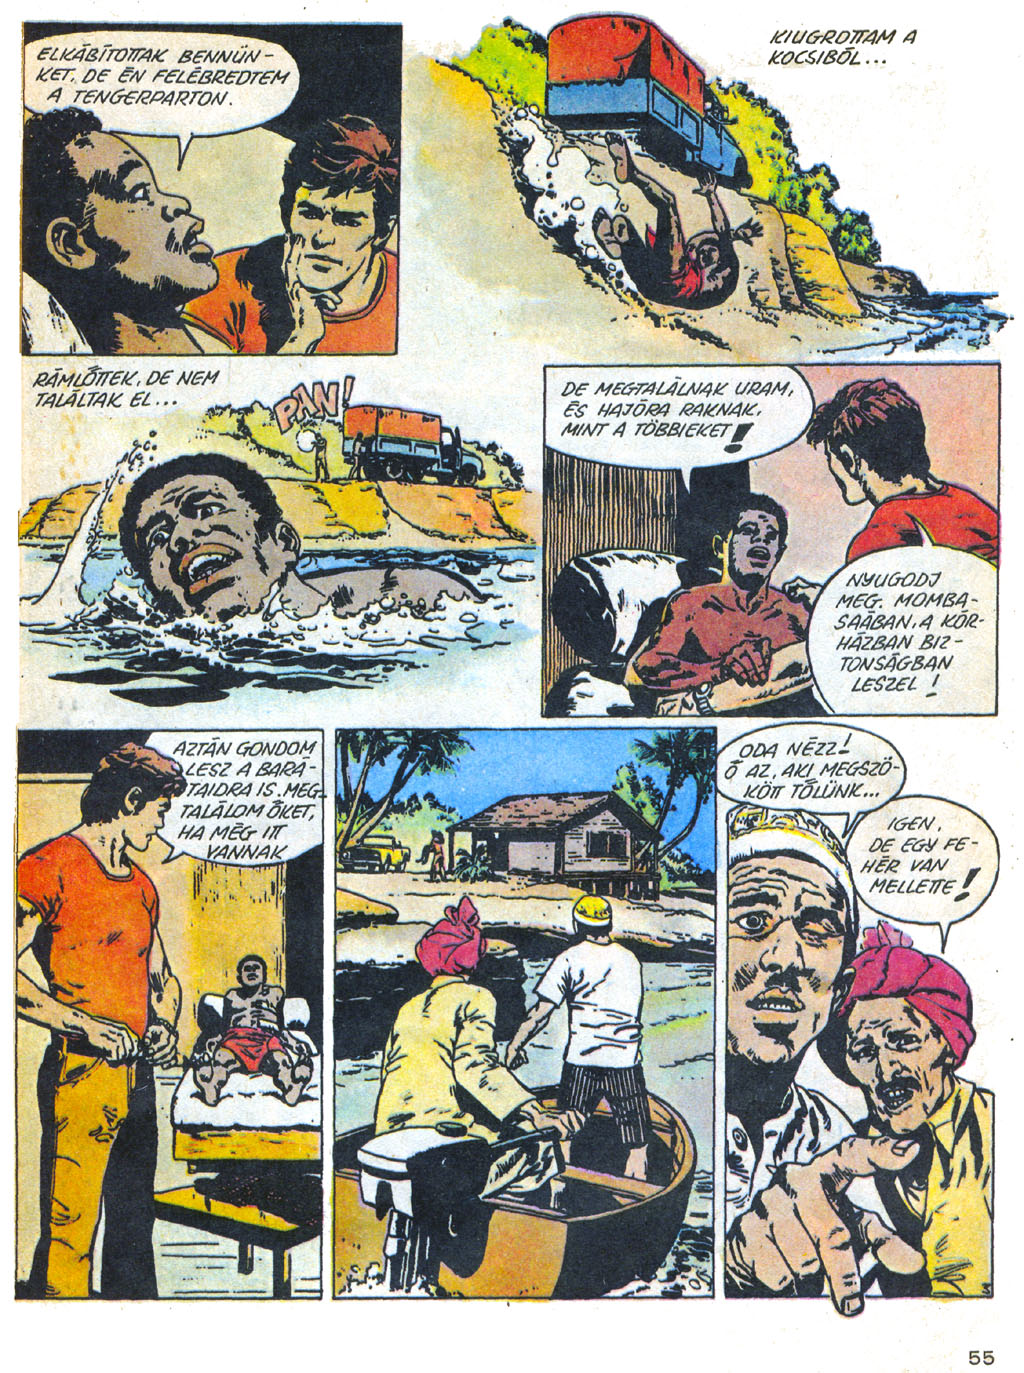 ELKÁBÍTOTTAK BENNÜN-
KET, DE ÉN FELÉBREDTEM
A TENGERPARTON.
KIUGROTTAM A
KOCSIBÓL...
RÁMLŐTTEK, DE NEM
TALÁLTAK EL...
PAN!
DE MEGTALÁLNAK URAM,
ÉS HAJÓRA RAKNAK,
MINT A TÖBBIEKET!
NYUGODJ
MEG. MOMBA-
SAÁBAN, A KÓR-
HÁZBAN BIZ-
TONSÁGBAN
LESZEL!
AZTÁN GONDOM
LESZ A BARÁ-
TAIDRA IS. MEG-
TALÁLOM ŐKET,
HA MÉG ITT
VANNAK
ODA NÉZZ!
Ő AZ, AKI MEGSZÖ-
KÖTT TŐLÜNK...
IGEN,
DE EGY FE-
HÉR VAN
MELLETTE!
55